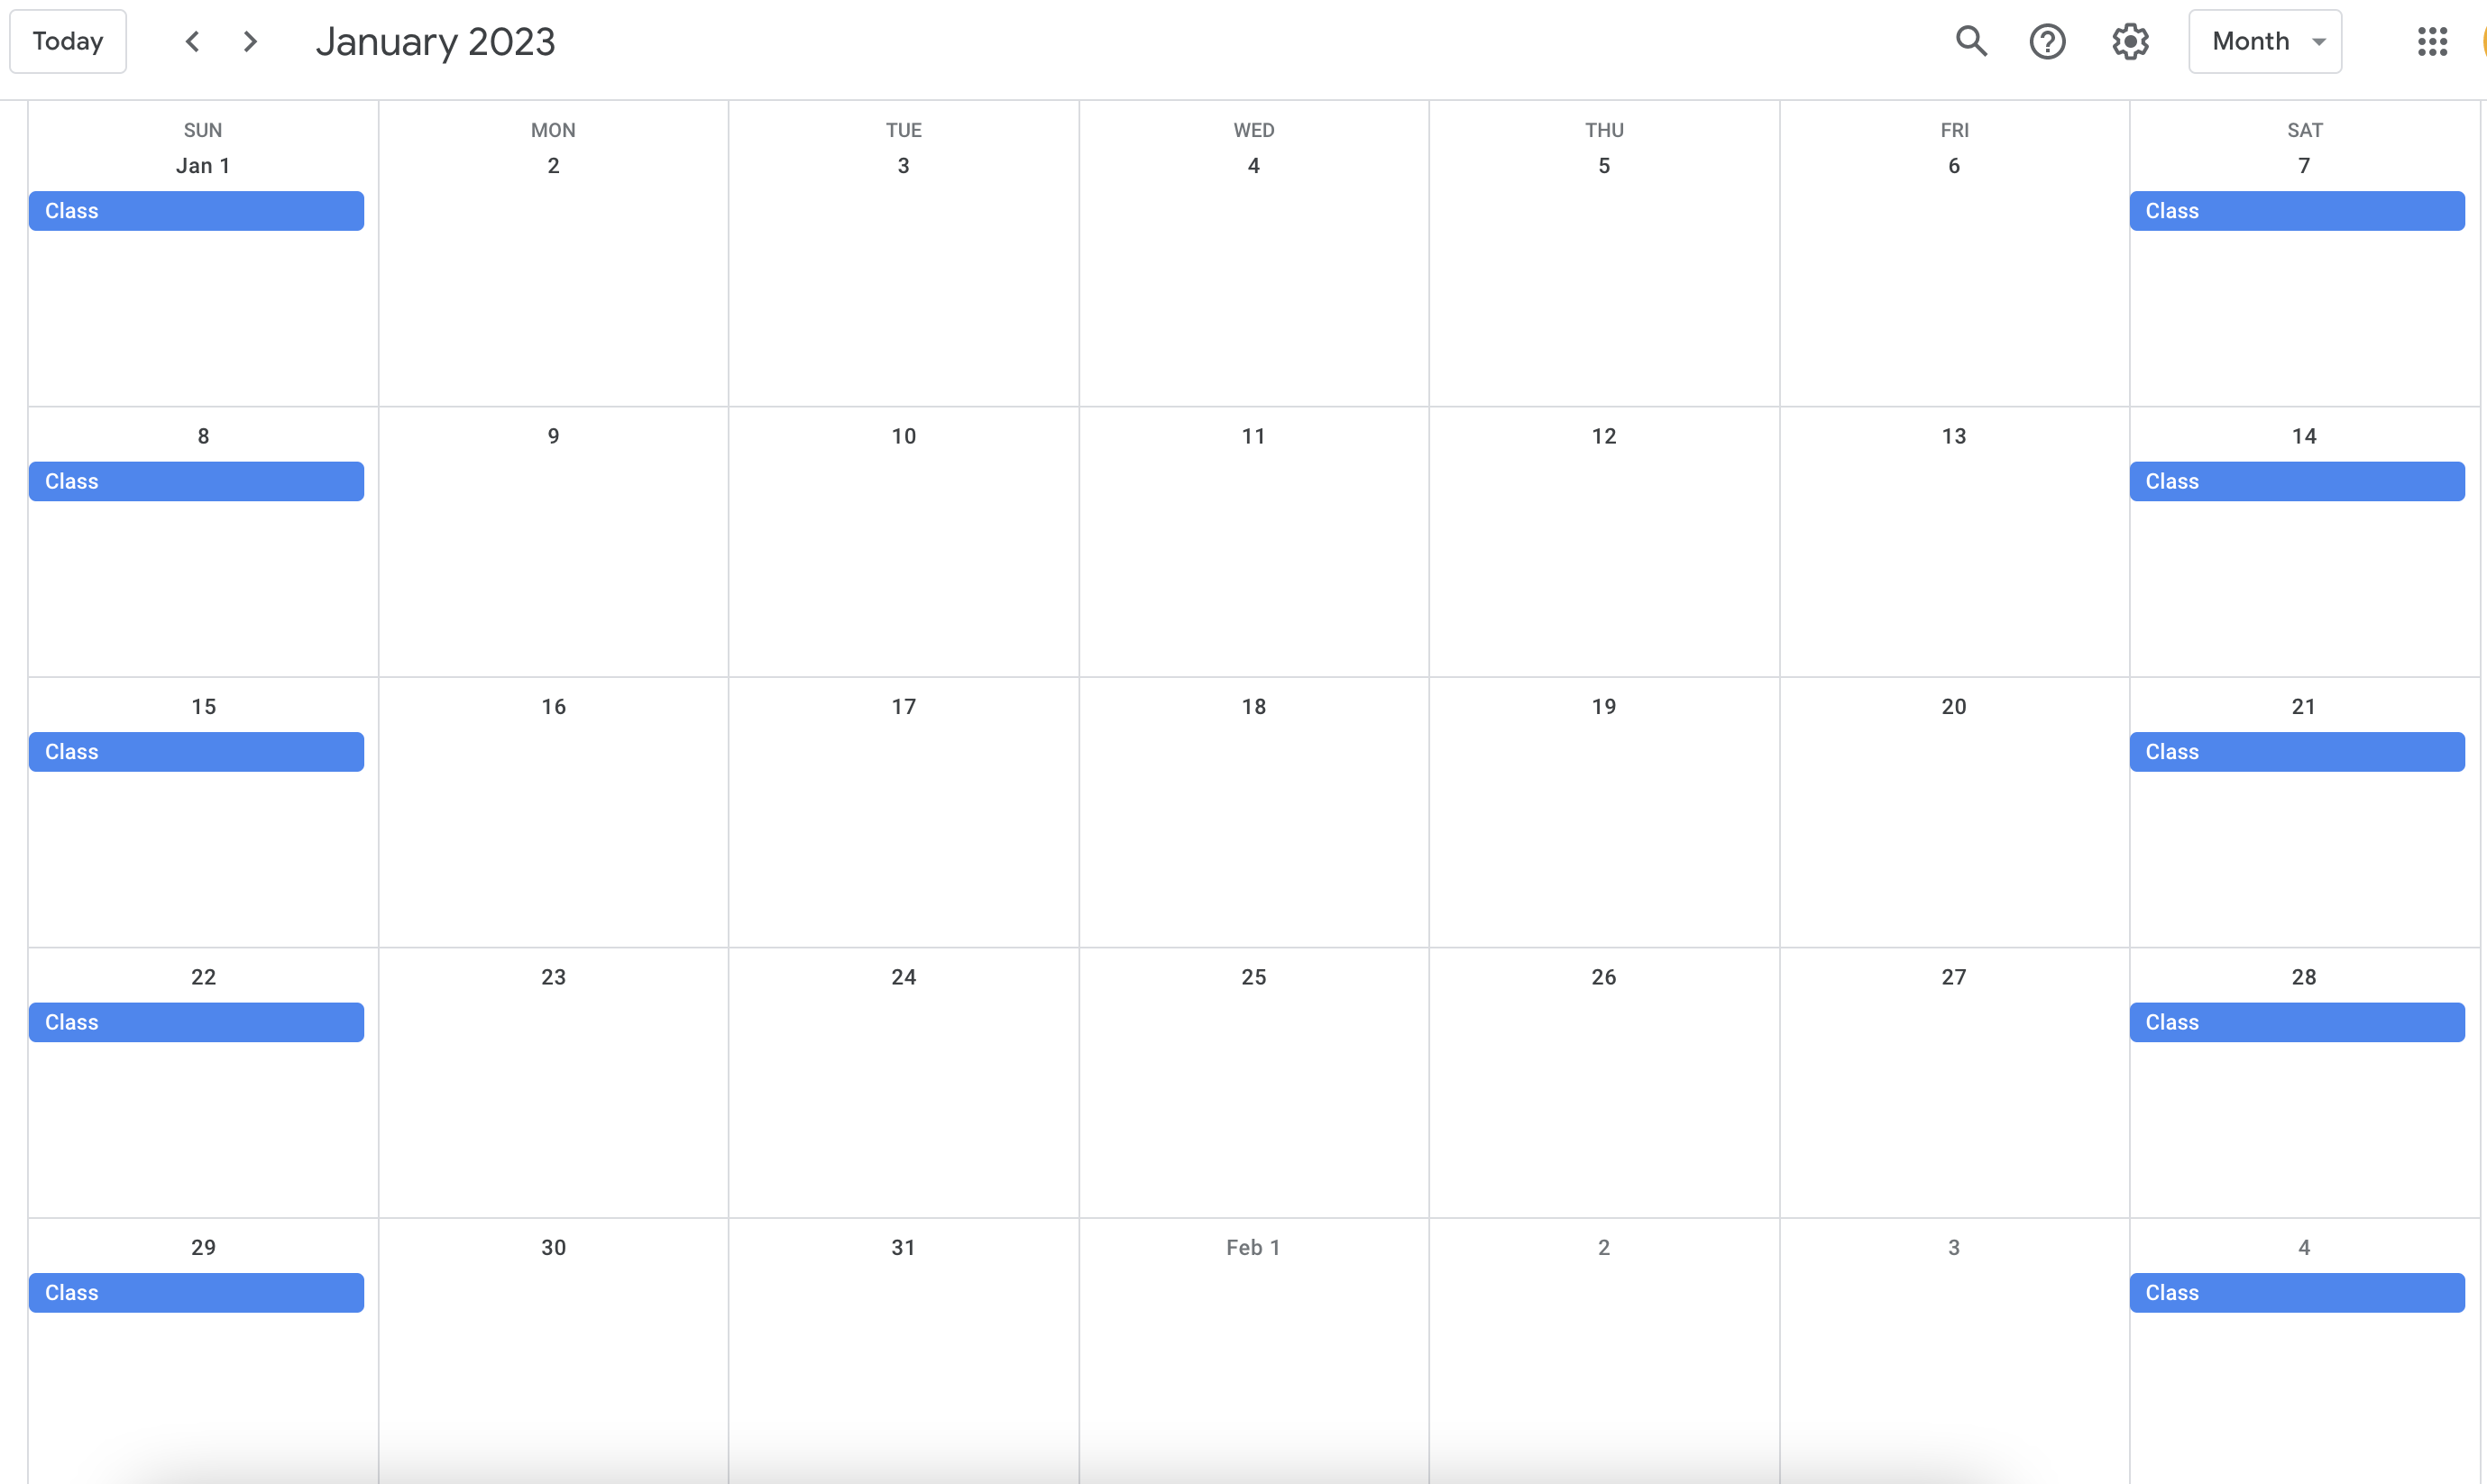 Today January 2023 Month
SUN MON TUE WED THU FRI SAT
Jan 1 2 3 4 5 6 7
Class Class
8 9 10 11 12 13 14
Class Class
15 16 17 18 19 20 21
Class Class
22 23 24 25 26 27 28
Class Class
29 30 31 Feb 1 2 3 4
Class Class